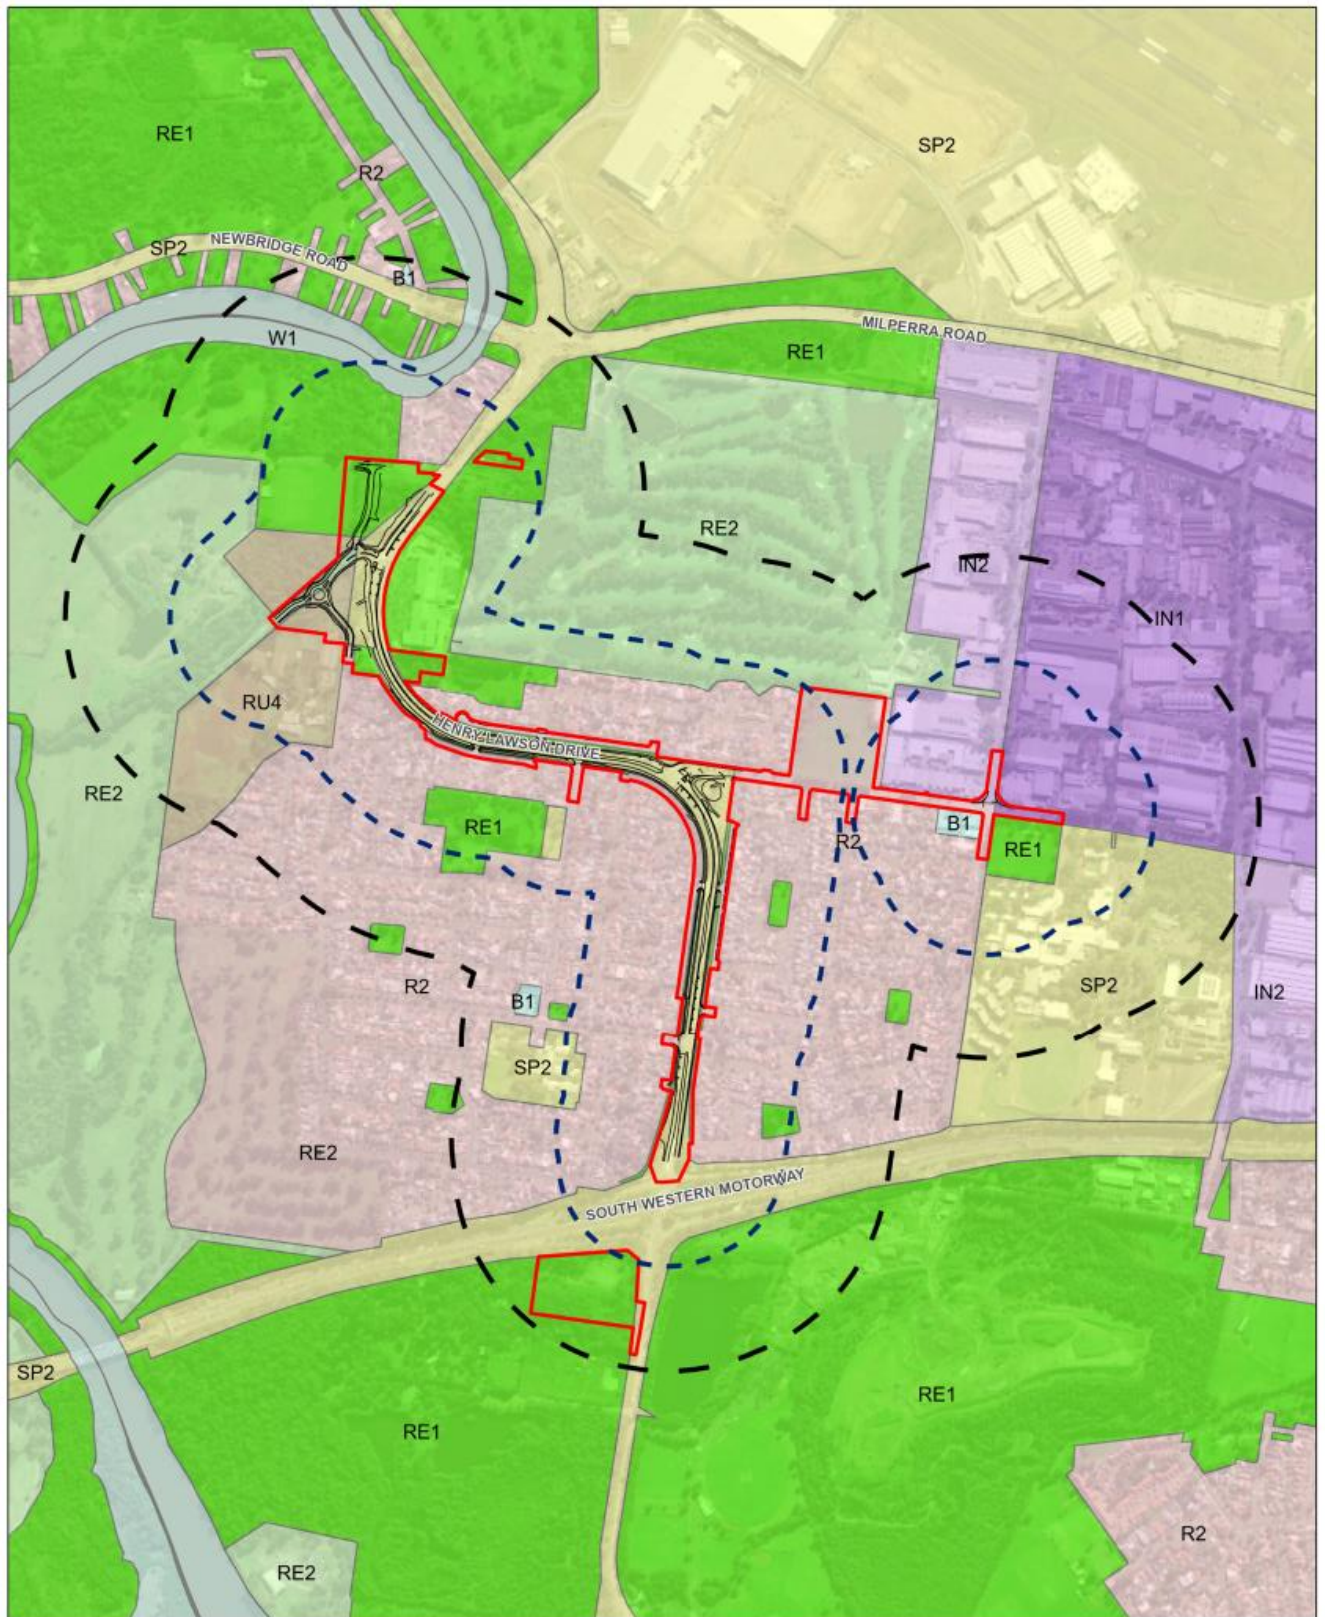 RE1
SP2
R2
SP2
NEWBRIDGE ROAD
B1
W1
MILPERRA ROAD
RE1
RE2
IN2
IN1
RU4
HENRY LAWSON DRIVE
RE2
RE1
B1
R2
RE1
R2
SP2
B1
IN2
SP2
RE2
SOUTH WESTERN MOTORWAY
SP2
RE1
RE1
R2
RE2